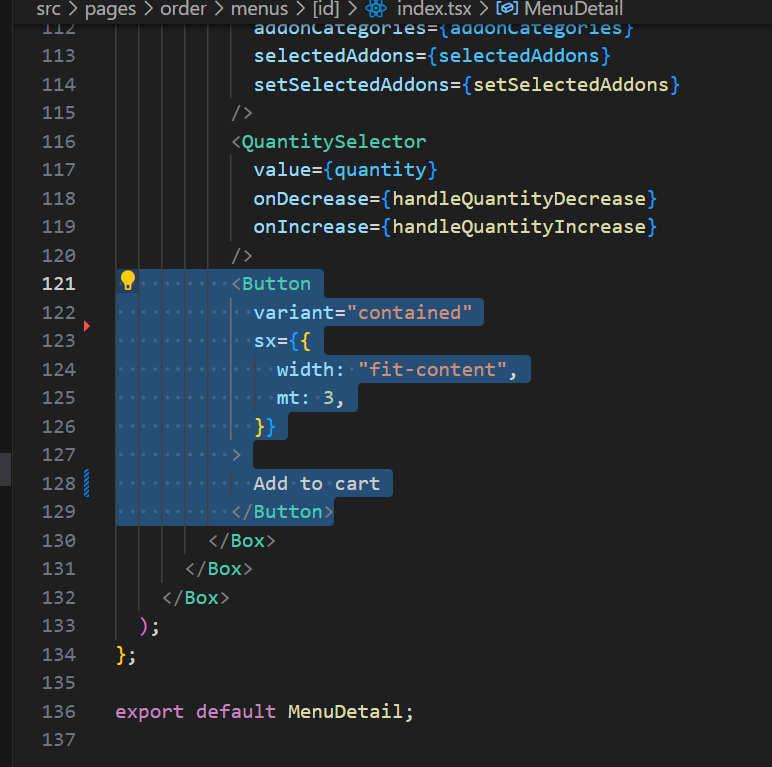 src > pages > order > menus > [id] > index.tsx > MenuDetail
112 addonCategories={addonCategories}
113 selectedAddons={selectedAddons}
114 setSelectedAddons={setSelectedAddons}
115 />
116 <QuantitySelector
117 value={quantity}
118 onDecrease={handleQuantityDecrease}
119 onIncrease={handleQuantityIncrease}
120 />
121 <Button
122 variant="contained"
123 sx={{
124 width: "fit-content",
125 mt: 3,
126 }}
127 >
128 Add to cart
129 </Button>
130 </Box>
131 </Box>
132 </Box>
133 );
134 };
135
136 export default MenuDetail;
137